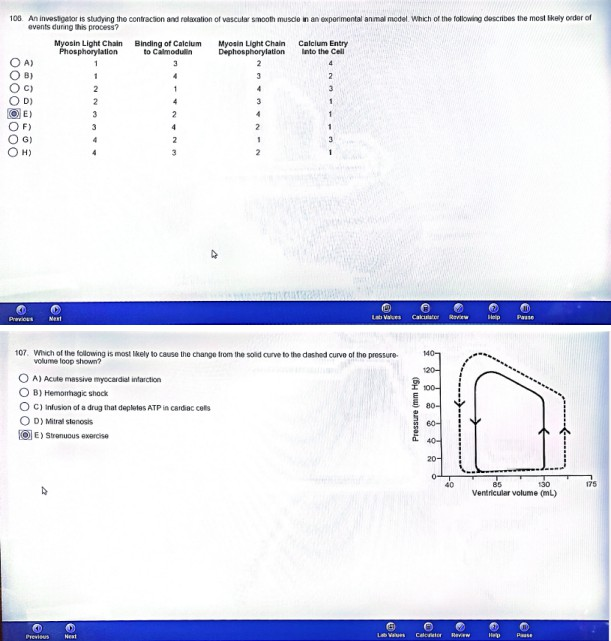 106. An investigator is studying the contraction and relaxation of vascular smooth muscle in an experimental animal model. Which of the following describes the most likely order of
events during this process?
Myosin Light Chain Binding of Calcium Myosin Light Chain Calcium Entry
Phosphorylation to Calmodulin Dephosphorylation Into the Cell
A) 1 3 2 4
B) 1 4 3 2
C) 2 1 4 3
D) 2 4 3 1
E) 3 2 4 1
F) 3 4 2 1
G) 4 2 1 3
H) 4 3 2 1
Previous Next Lab Values Calculator Review Help Pause
107. Which of the following is most likely to cause the change from the solid curve to the dashed curve of the pressure-
volume loop shown?
A) Acute massive myocardial infarction
B) Hemorrhagic shock
C) Infusion of a drug that depletes ATP in cardiac cells
D) Mitral stenosis
E) Strenuous exercise
Pressure (mm Hg)
140
120
100
80
60
40
20
0
40 85 130 175
Ventricular volume (mL)
Previous Next Lab Values Calculator Review Help Pause